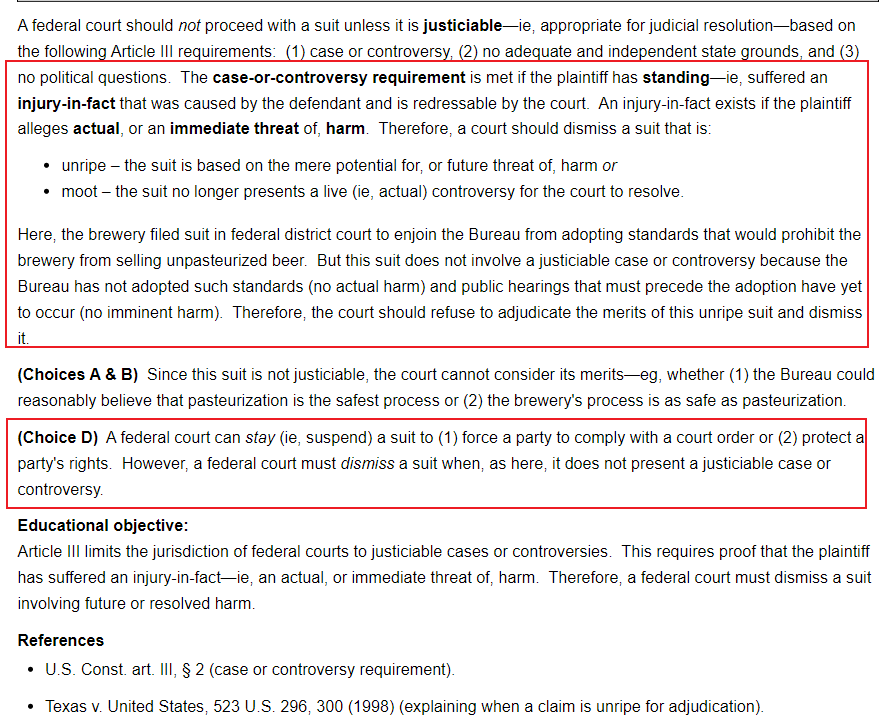 A federal court should not proceed with a suit unless it is justiciable—ie, appropriate for judicial resolution—based on
the following Article III requirements:  (1) case or controversy, (2) no adequate and independent state grounds, and (3)
no political questions.  The case-or-controversy requirement is met if the plaintiff has standing—ie, suffered an
injury-in-fact that was caused by the defendant and is redressable by the court.  An injury-in-fact exists if the plaintiff
alleges actual, or an immediate threat of, harm.  Therefore, a court should dismiss a suit that is:
• unripe – the suit is based on the mere potential for, or future threat of, harm or
• moot – the suit no longer presents a live (ie, actual) controversy for the court to resolve.
Here, the brewery filed suit in federal district court to enjoin the Bureau from adopting standards that would prohibit the
brewery from selling unpasteurized beer.  But this suit does not involve a justiciable case or controversy because the
Bureau has not adopted such standards (no actual harm) and public hearings that must precede the adoption have yet
to occur (no imminent harm).  Therefore, the court should refuse to adjudicate the merits of this unripe suit and dismiss
it.
(Choices A & B)  Since this suit is not justiciable, the court cannot consider its merits—eg, whether (1) the Bureau could
reasonably believe that pasteurization is the safest process or (2) the brewery's process is as safe as pasteurization.
(Choice D)  A federal court can stay (ie, suspend) a suit to (1) force a party to comply with a court order or (2) protect a
party's rights.  However, a federal court must dismiss a suit when, as here, it does not present a justiciable case or
controversy.
Educational objective:
Article III limits the jurisdiction of federal courts to justiciable cases or controversies.  This requires proof that the plaintiff
has suffered an injury-in-fact—ie, an actual, or immediate threat of, harm.  Therefore, a federal court must dismiss a suit
involving future or resolved harm.
References
• U.S. Const. art. III, § 2 (case or controversy requirement).
• Texas v. United States, 523 U.S. 296, 300 (1998) (explaining when a claim is unripe for adjudication).